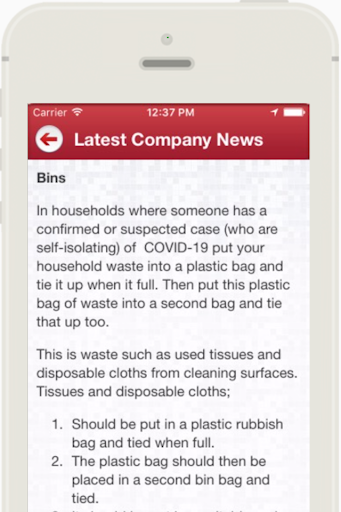 Carrier 12:37 PM
Latest Company News
Bins
In households where someone has a
confirmed or suspected case (who are
self-isolating) of COVID-19 put your
household waste into a plastic bag and
tie it up when it full. Then put this plastic
bag of waste into a second bag and tie
that up too.
This is waste such as used tissues and
disposable cloths from cleaning surfaces.
Tissues and disposable cloths;
1. Should be put in a plastic rubbish
bag and tied when full.
2. The plastic bag should then be
placed in a second bin bag and
tied.